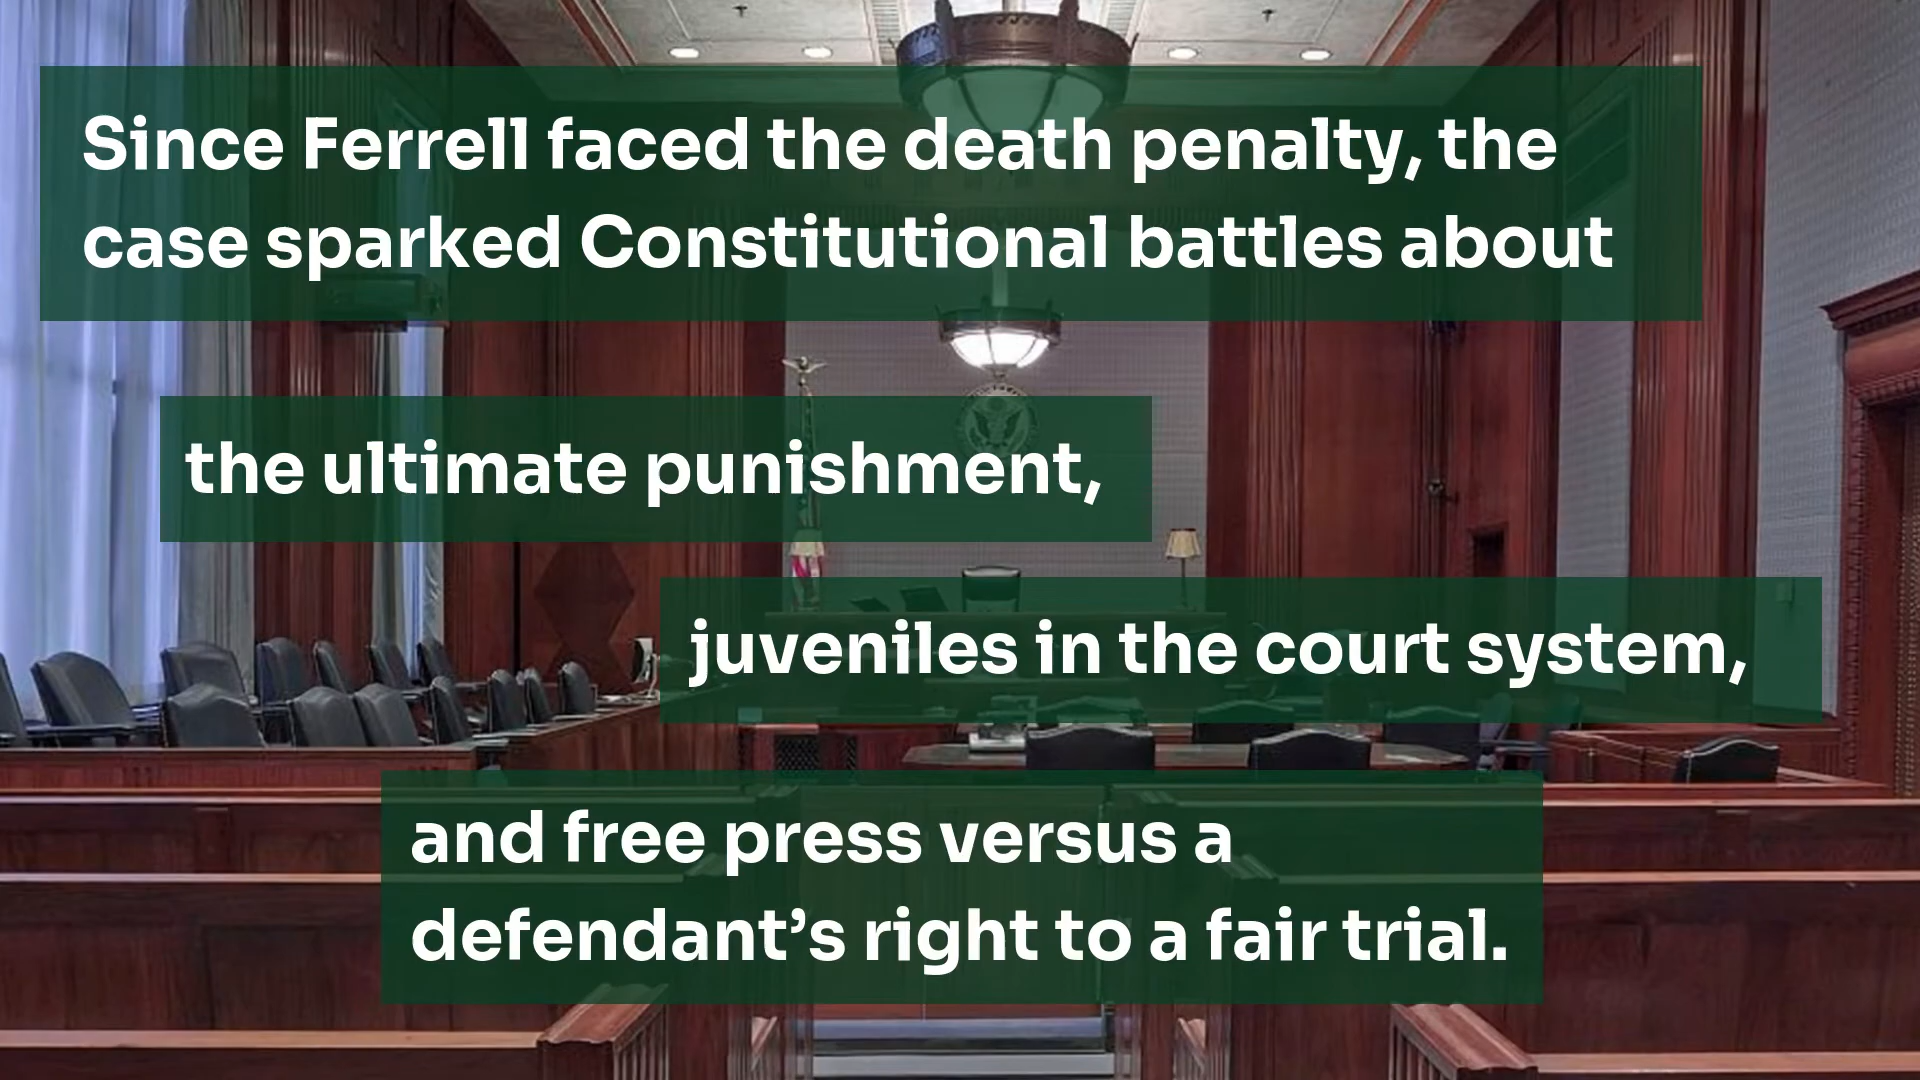 Since Ferrell faced the death penalty, the
case sparked Constitutional battles about
the ultimate punishment,
juveniles in the court system,
and free press versus a
defendant’s right to a fair trial.